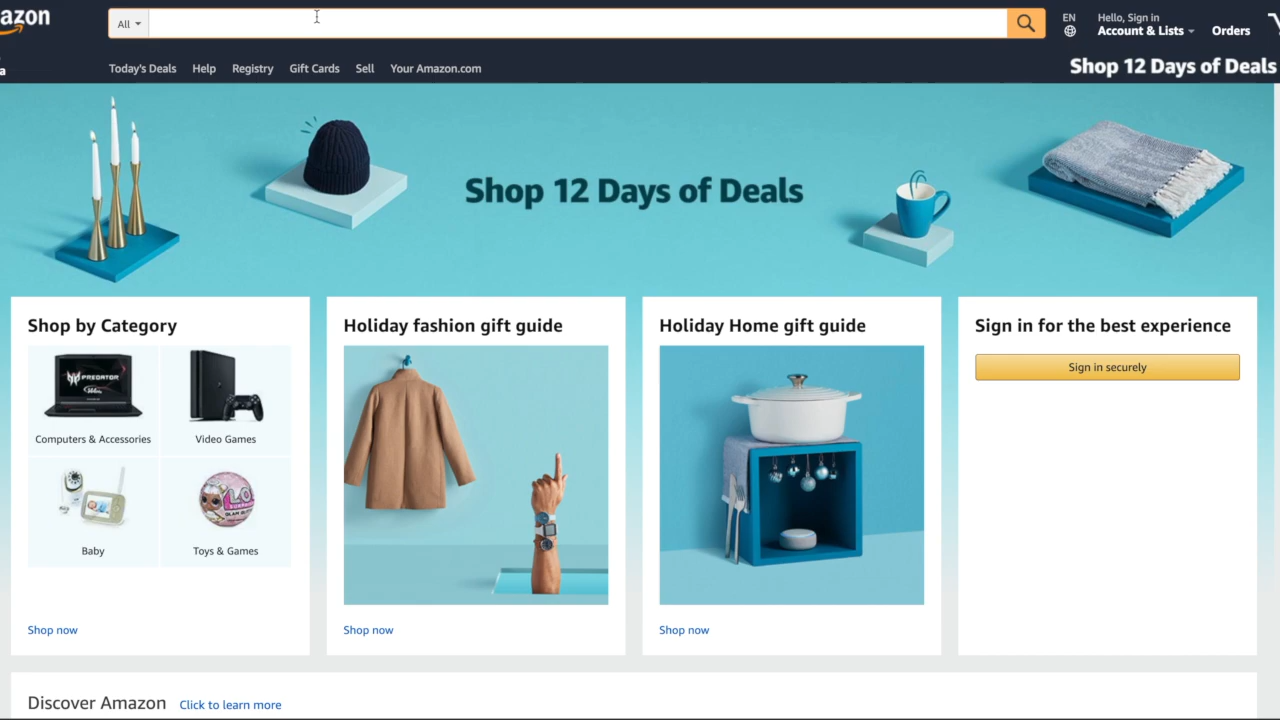 azon
All
EN
Hello, Sign in
Account & Lists
Orders
a
Today's Deals Help Registry Gift Cards Sell Your Amazon.com
Shop 12 Days of Deals
Shop 12 Days of Deals
Shop by Category
PREDATOR
Computers & Accessories
Video Games
Baby
Toys & Games
Shop now
Holiday fashion gift guide
Shop now
Holiday Home gift guide
Shop now
Sign in for the best experience
Sign in securely
Discover Amazon Click to learn more